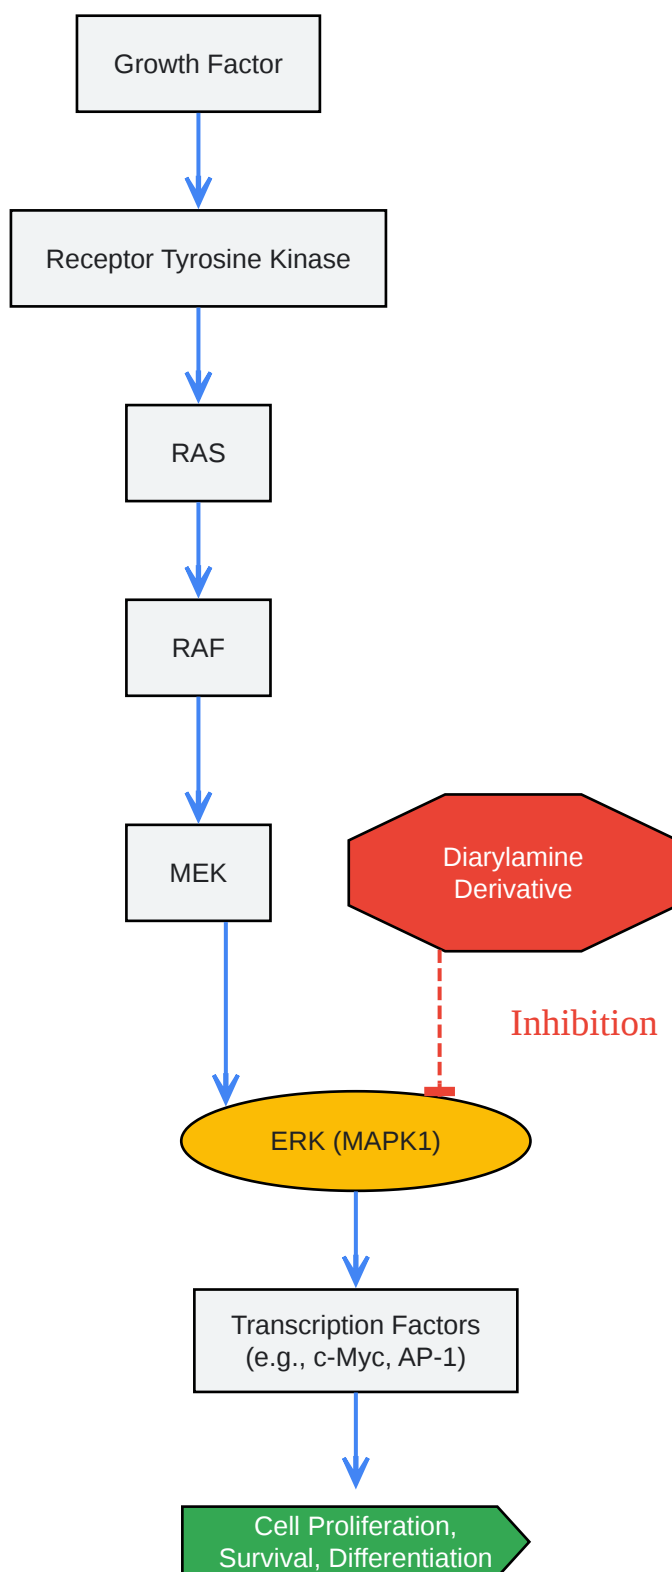 Growth Factor
Receptor Tyrosine Kinase
RAS
RAF
MEK
Diarylamine
Derivative
Inhibition
ERK (MAPK1)
Transcription Factors
(e.g., c-Myc, AP-1)
Cell Proliferation,
Survival, Differentiation